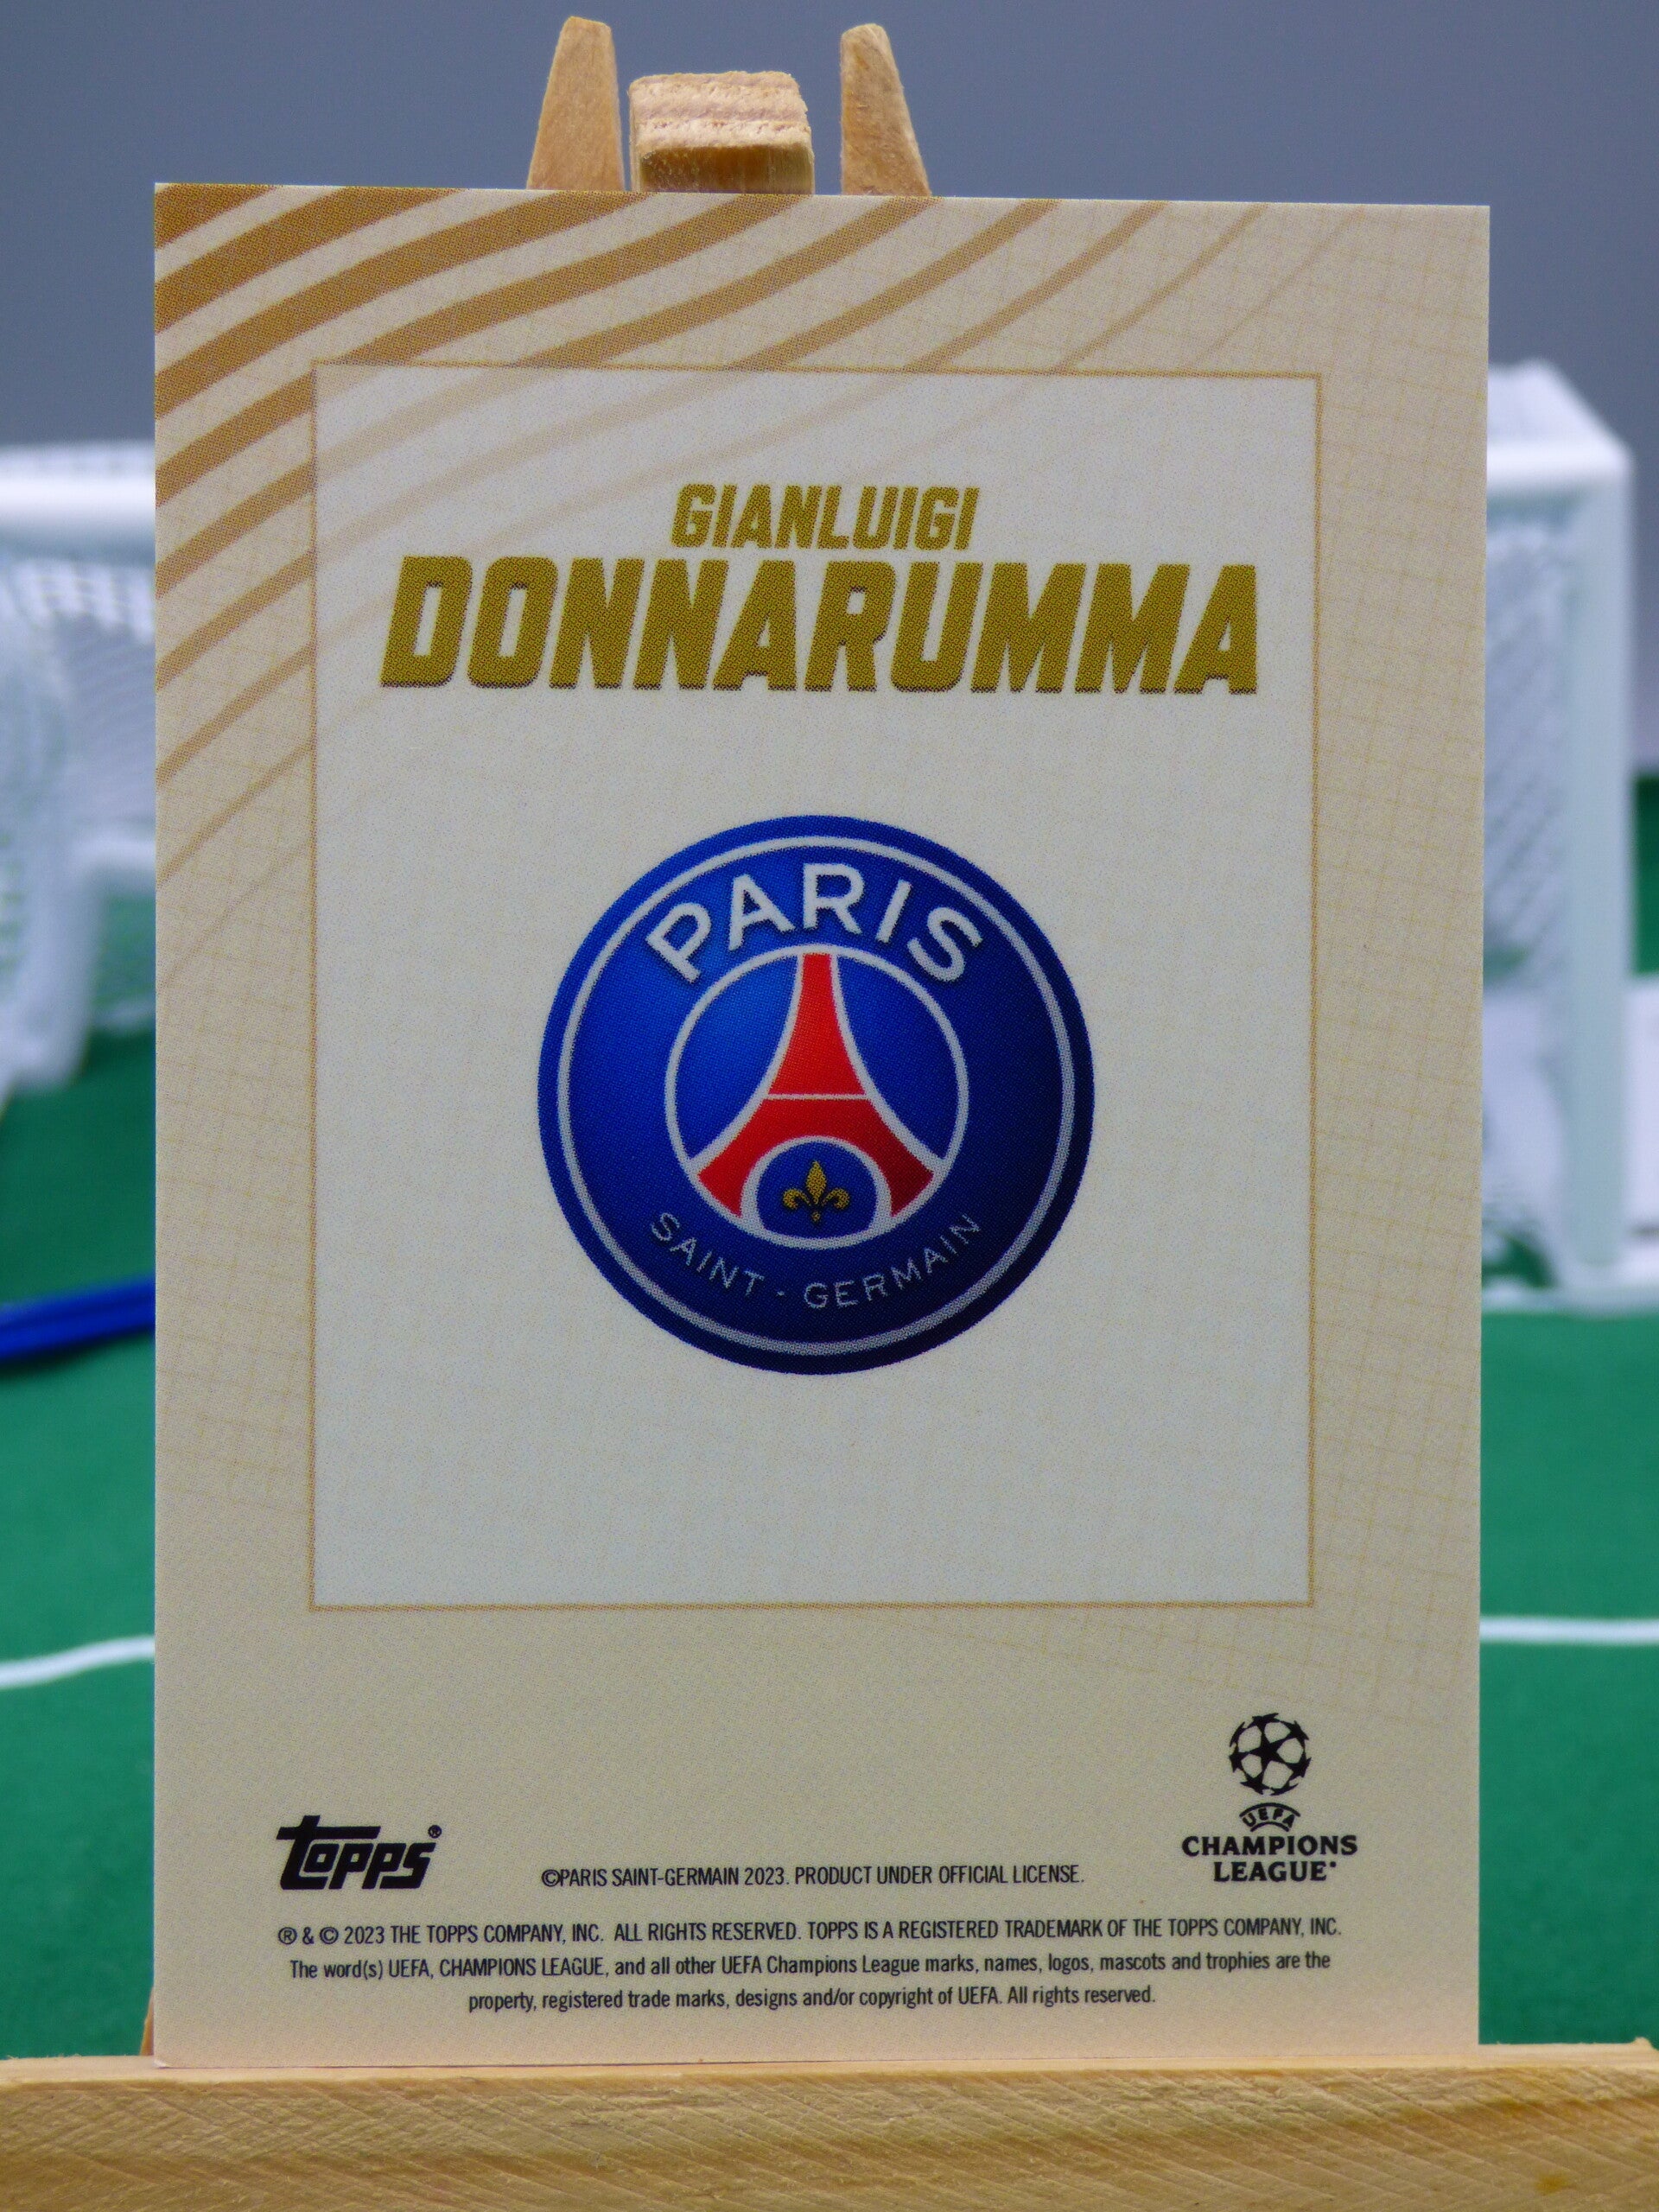 GIANLUIGI
DONNARUMMA
PARIS
SAINT - GERMAIN
Topps®
©PARIS SAINT-GERMAIN 2023. PRODUCT UNDER OFFICIAL LICENSE.
UEFA
CHAMPIONS
LEAGUE®
® & © 2023 THE TOPPS COMPANY, INC. ALL RIGHTS RESERVED. TOPPS IS A REGISTERED TRADEMARK OF THE TOPPS COMPANY, INC.
The word(s) UEFA, CHAMPIONS LEAGUE, and all other UEFA Champions League marks, names, logos, mascots and trophies are the
property, registered trade marks, designs and/or copyright of UEFA. All rights reserved.